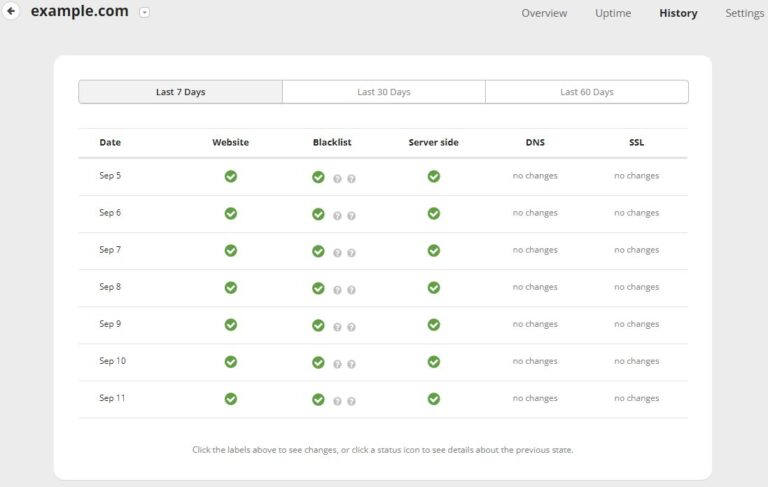 example.com
Overview Uptime History Settings
Last 7 Days Last 30 Days Last 60 Days
Date Website Blacklist Server side DNS SSL
Sep 5 ? ? no changes no changes
Sep 6 ? ? no changes no changes
Sep 7 ? ? no changes no changes
Sep 8 ? ? no changes no changes
Sep 9 ? ? no changes no changes
Sep 10 ? ? no changes no changes
Sep 11 ? ? no changes no changes
Click the labels above to see changes, or click a status icon to see details about the previous state.